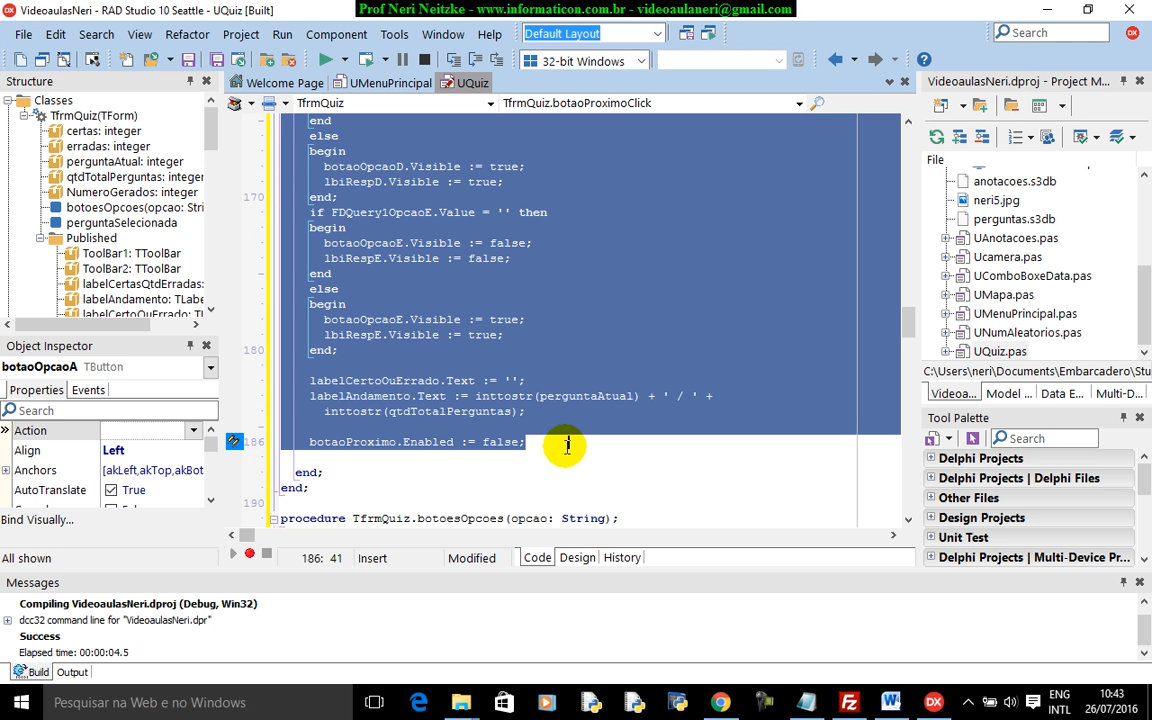 VideoaulasNeri - RAD Studio 10 Seattle - UQuiz [Built]
Prof Neri Neitzke - www.informaticon.com.br - videoaulaneri@gmail.com
File Edit Search View Refactor Project Run Component Tools Window Help
Default Layout
Search
32-bit Windows
Structure
Welcome Page UMenuPrincipal UQuiz
VideoaulasNeri.dproj - Project M...
Classes
TfrmQuiz(TForm)
certas: integer
erradas: integer
perguntaAtual: integer
qtdTotalPerguntas: integer
NumeroGerados: integer
botoesOpcoes(opcao: Stri
perguntaSelecionada
Published
ToolBar1: TToolBar
ToolBar2: TToolBar
labelCertasQtdErradas:
labelAndamento: TLabe
labelCertoOuErrado: TL
TfrmQuiz
TfrmQuiz.botaoProximoClick
end
else
begin
botaoOpcaoD.Visible := true;
lbiRespD.Visible := true;
170 end;
if FDQuery1OpcaoE.Value = '' then
begin
botaoOpcaoE.Visible := false;
lbiRespE.Visible := false;
end
else
begin
botaoOpcaoE.Visible := true;
lbiRespE.Visible := true;
180 end;
labelCertoOuErrado.Text := '';
labelAndamento.Text := inttostr(perguntaAtual) + ' / ' +
inttostr(qtdTotalPerguntas);
186 botaoProximo.Enabled := false;
end;
end;
190
procedure TfrmQuiz.botoesOpcoes(opcao: String);
186: 41 Insert Modified Code Design History
File
anotacoes.s3db
neri5.jpg
perguntas.s3db
UAnotacoes.pas
Ucamera.pas
UComboBoxeData.pas
UMapa.pas
UMenuPrincipal.pas
UNumAleatorios.pas
UQuiz.pas
C:\Users\neri\Documents\Embarcadero\Stu
Videoa... Model ... Data E... Multi-D...
Tool Palette
Search
Delphi Projects
Delphi Projects | Delphi Files
Other Files
Design Projects
Unit Test
Delphi Projects | Multi-Device Pr...
Object Inspector
botaoOpcaoA TButton
Properties Events
Search
Action
Align Left
Anchors [akLeft,akTop,akBot
AutoTranslate True
Bind Visually...
All shown
Messages
Compiling VideoaulasNeri.dproj (Debug, Win32)
dcc32 command line for "VideoaulasNeri.dpr"
Success
Elapsed time: 00:00:04.5
Build Output
Pesquisar na Web e no Windows
ENG
INTL
10:43
26/07/2016